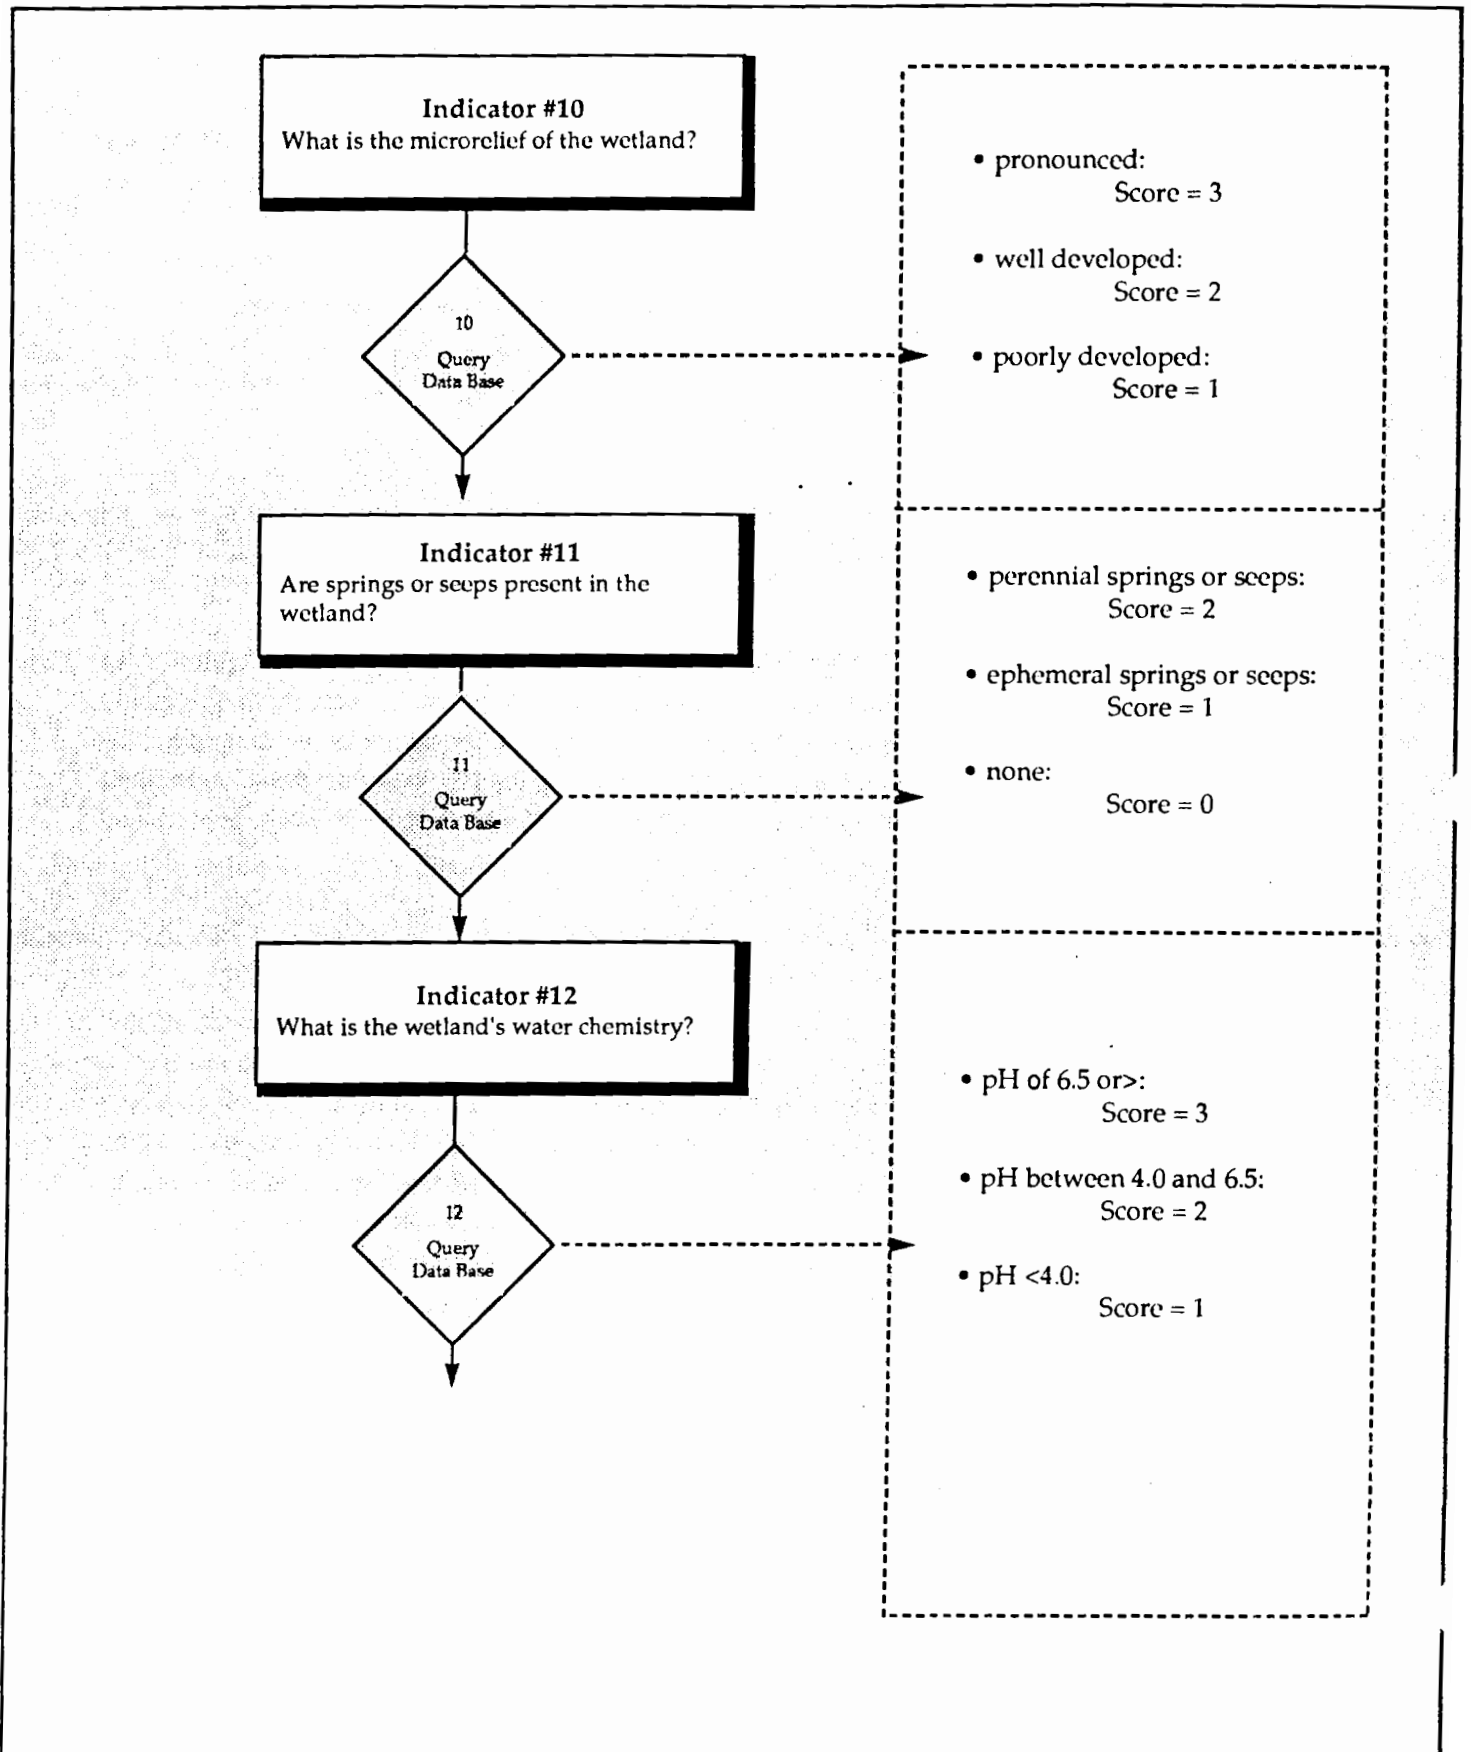 Indicator #10
What is the microrelief of the wetland?
• pronounced:
Score = 3
• well developed:
Score = 2
10
Query
Data Base
• poorly developed:
Score = 1
Indicator #11
Are springs or seeps present in the
wetland?
• perennial springs or seeps:
Score = 2
• ephemeral springs or seeps:
Score = 1
11
Query
Data Base
• none:
Score = 0
Indicator #12
What is the wetland's water chemistry?
• pH of 6.5 or>:
Score = 3
• pH between 4.0 and 6.5:
Score = 2
12
Query
Data Base
• pH <4.0:
Score = 1